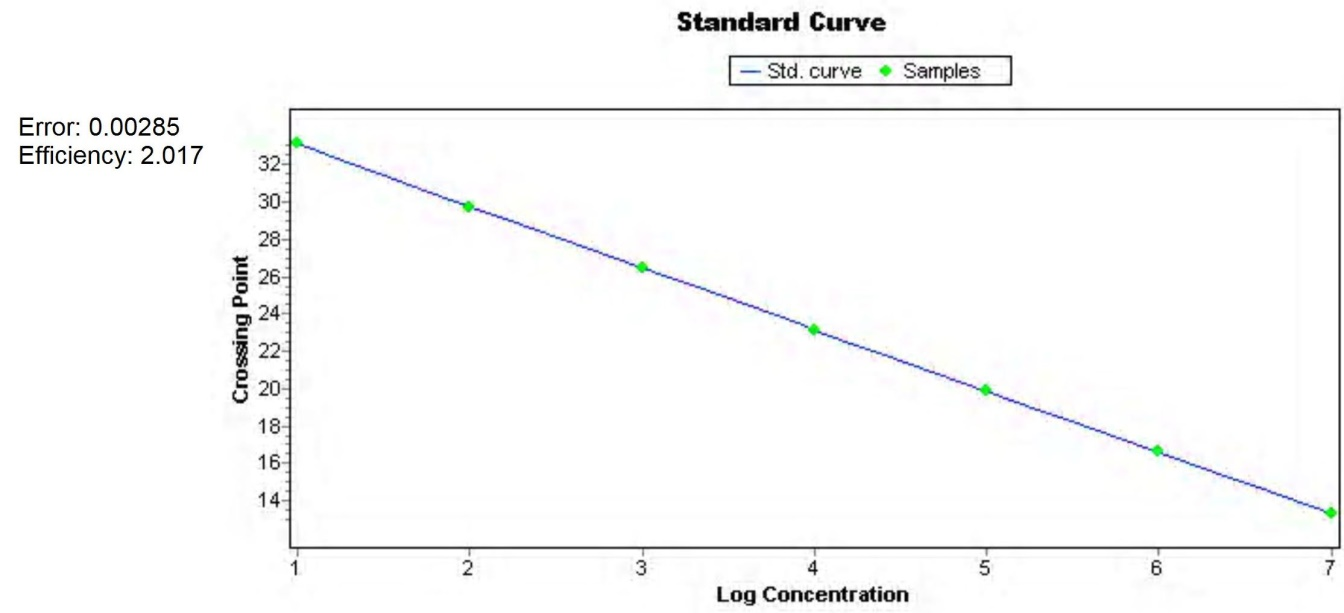 Standard Curve
Std. curve Samples
Error: 0.00285
Efficiency: 2.017
Crossing Point
32
30
28
26
24
22
20
18
16
14
1 2 3 4 5 6 7
Log Concentration